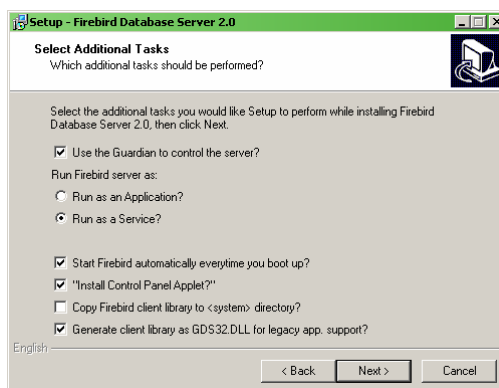 Setup - Firebird Database Server 2.0
Select Additional Tasks
Which additional tasks should be performed?
Select the additional tasks you would like Setup to perform while installing Firebird
Database Server 2.0, then click Next.
Use the Guardian to control the server?
Run Firebird server as:
Run as an Application?
Run as a Service?
Start Firebird automatically everytime you boot up?
"Install Control Panel Applet?"
Copy Firebird client library to <system> directory?
Generate client library as GDS32.DLL for legacy app. support?
English
< Back Next > Cancel